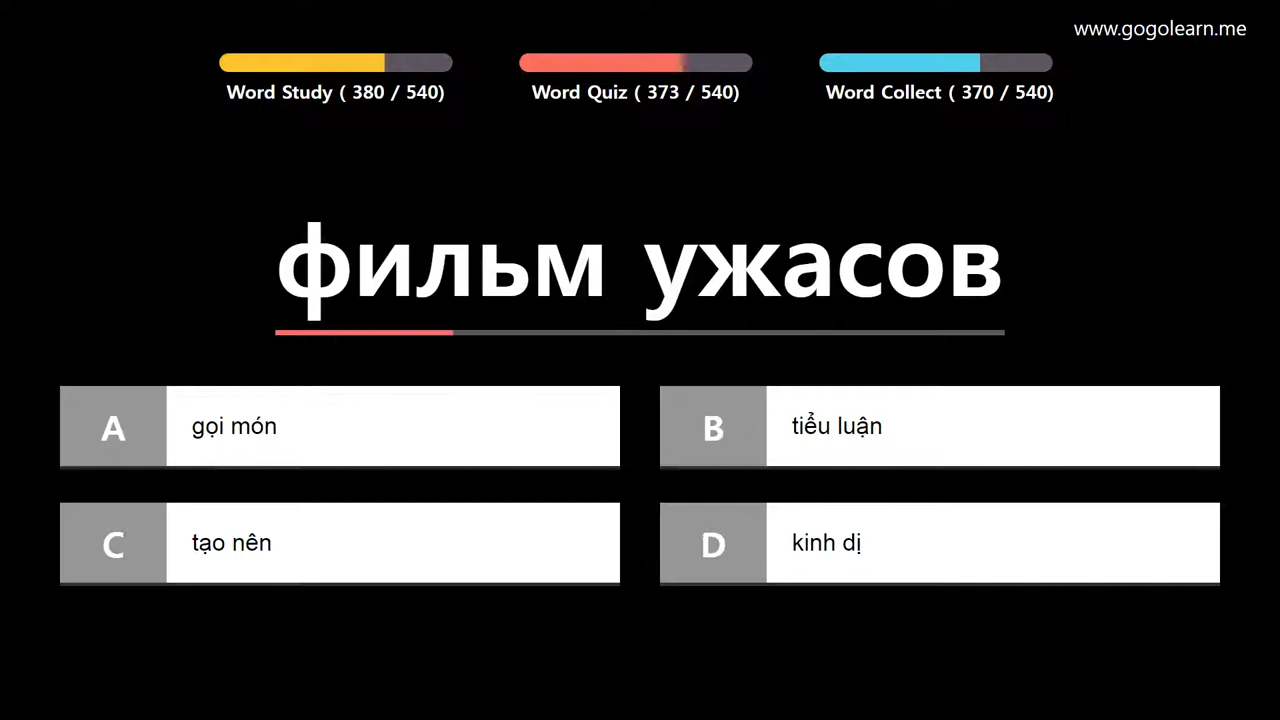 www.gogolearn.me
Word Study ( 380 / 540)
Word Quiz ( 373 / 540)
Word Collect ( 370 / 540)
фильм ужасов
A gọi món
B tiểu luận
C tạo nên
D kinh dị